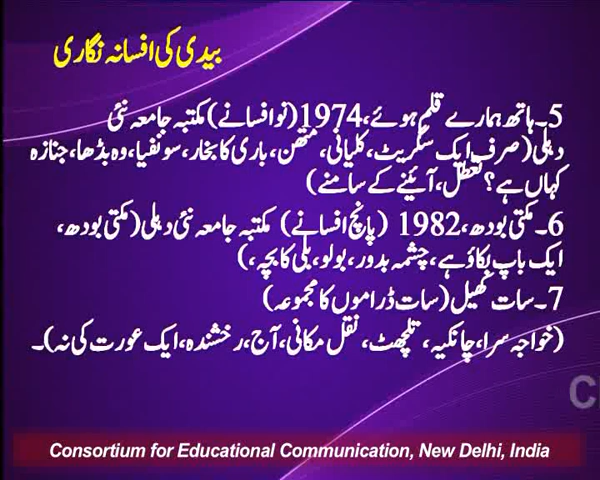 بیدی کی افسانہ نگاری
5۔ہاتھ ہمارے قلم ہوئے،1974(نو افسانے) مکتبہ جامعہ نئی
دہلی (صرف ایک سگریٹ، کلیانی، متھن، باری کا بخار، سونفیا، وہ بڈھا، جنازہ
کہاں ہے؟ تعطل، آئینے کے سامنے)
6۔مکتی بودھ، 1982 (پانچ افسانے) مکتبہ جامعہ نئی دہلی (مکتی بودھ،
ایک باپ بکاؤ ہے، چشمہ بدور، بولو، بلی کا بچہ،)
7۔سات کھیل (سات ڈراموں کا مجموعہ)
(خواجہ سرا، چانکیہ، تلچھٹ، نقل مکانی، آج، رخشندہ، ایک عورت کی نہ)۔
C
Consortium for Educational Communication, New Delhi, India